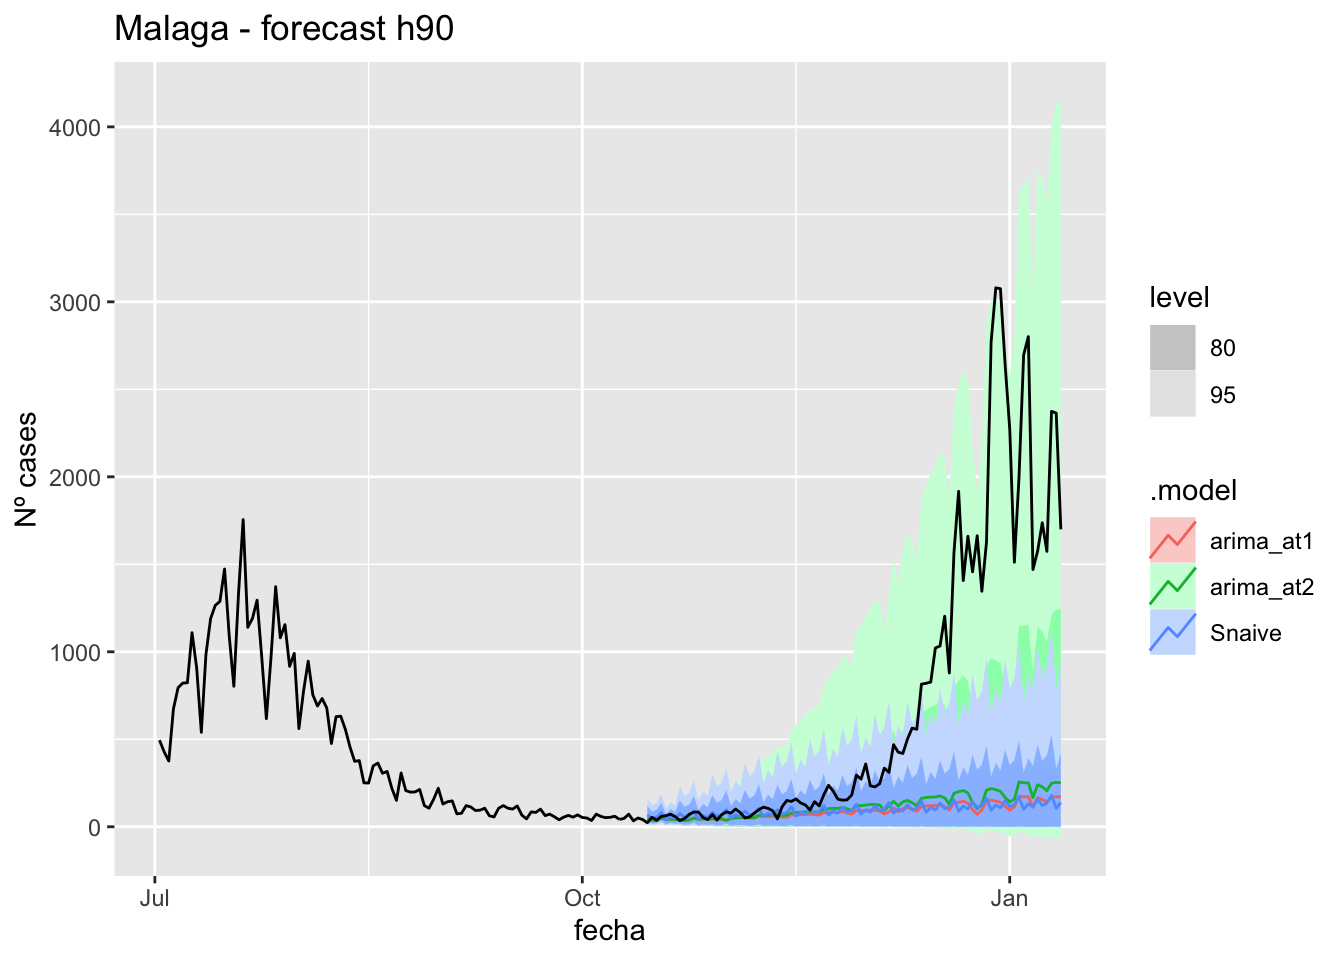 Malaga - forecast h90
Nº cases
4000
3000
2000
1000
0
Jul
Oct
Jan
fecha
level
80
95
.model
arima_at1
arima_at2
Snaive